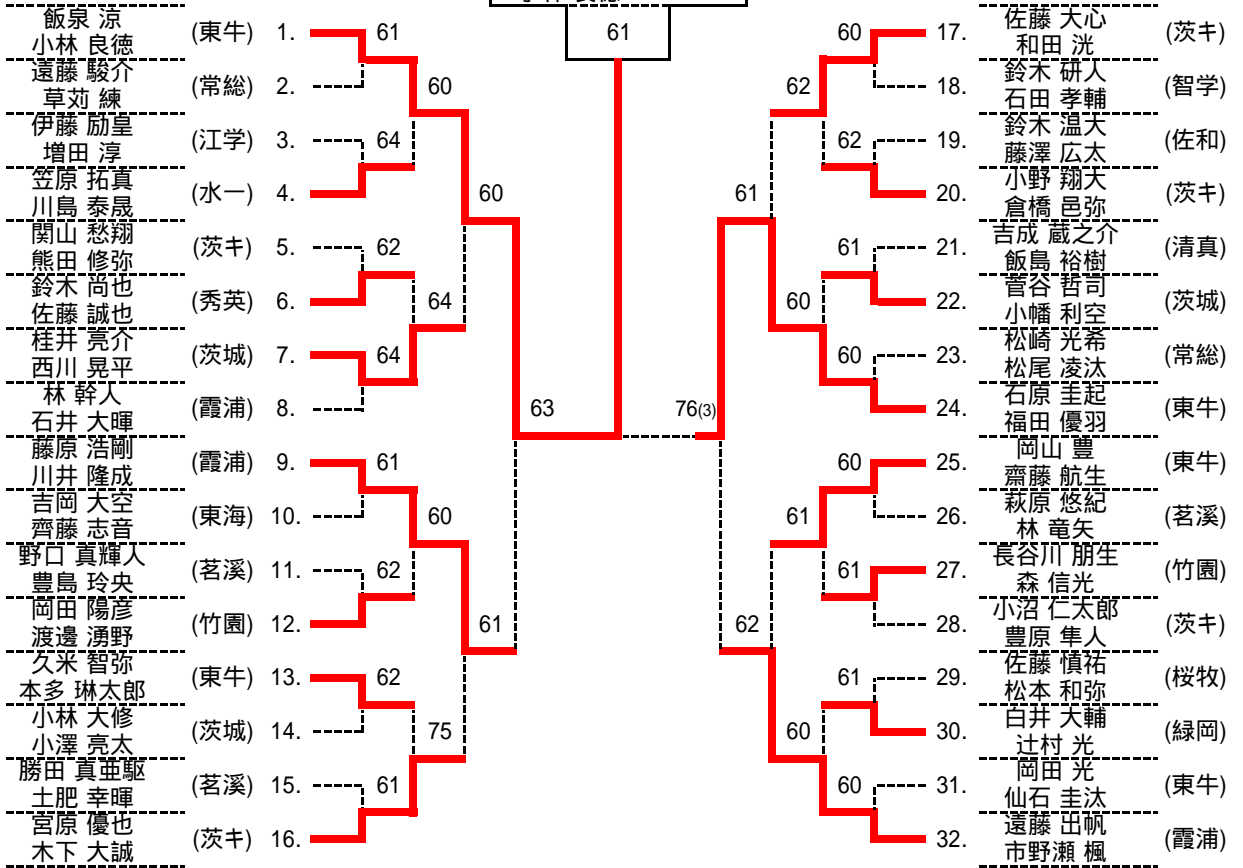 61
飯泉 涼
小林 良徳
(東牛) 1.
遠藤 駿介
草苅 練
(常総) 2.
伊藤 励皇
増田 淳
(江学) 3.
笠原 拓真
川島 泰晟
(水一) 4.
関山 愁翔
熊田 修弥
(茨キ) 5.
鈴木 尚也
佐藤 誠也
(秀英) 6.
桂井 亮介
西川 晃平
(茨城) 7.
林 幹人
石井 大暉
(霞浦) 8.
藤原 浩剛
川井 隆成
(霞浦) 9.
吉岡 大空
齊藤 志音
(東海) 10.
野口 真輝人
豊島 玲央
(茗溪) 11.
岡田 陽彦
渡邊 湧野
(竹園) 12.
久米 智弥
本多 琳太郎
(東牛) 13.
小林 大修
小澤 亮太
(茨城) 14.
勝田 真亜駆
土肥 幸暉
(茗溪) 15.
宮原 優也
木下 大誠
(茨キ) 16.
61
64
62
64
61
62
62
61
60
64
60
75
60
61
63
76(3)
61
62
62
60
61
60
60
62
61
60
60
61
61
60
17.
佐藤 大心
和田 洸
(茨キ)
18.
鈴木 研人
石田 孝輔
(智学)
19.
鈴木 温大
藤澤 広太
(佐和)
20.
小野 翔大
倉橋 邑弥
(茨キ)
21.
吉成 蔵之介
飯島 裕樹
(清真)
22.
菅谷 哲司
小幡 利空
(茨城)
23.
松崎 光希
松尾 凌汰
(常総)
24.
石原 圭起
福田 優羽
(東牛)
25.
岡山 豊
齋藤 航生
(東牛)
26.
萩原 悠紀
林 竜矢
(茗溪)
27.
長谷川 朋生
森 信光
(竹園)
28.
小沼 仁太郎
豊原 隼人
(茨キ)
29.
佐藤 慎祐
松本 和弥
(桜牧)
30.
白井 大輔
辻村 光
(緑岡)
31.
岡田 光
仙石 圭汰
(東牛)
32.
遠藤 出帆
市野瀬 楓
(霞浦)